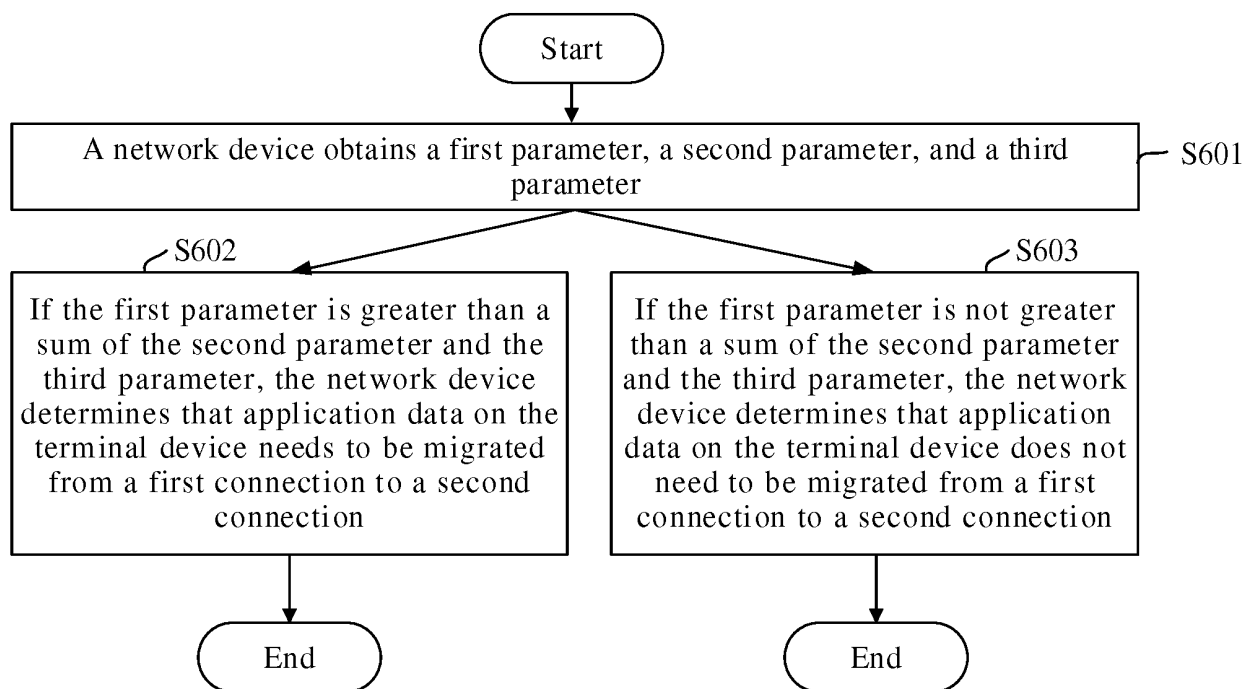 Start
A network device obtains a first parameter, a second parameter, and a third
parameter
S601
S602
If the first parameter is greater than a
sum of the second parameter and the
third parameter, the network device
determines that application data on the
terminal device needs to be migrated
from a first connection to a second
connection
S603
If the first parameter is not greater
than a sum of the second parameter
and the third parameter, the network
device determines that application
data on the terminal device does not
need to be migrated from a first
connection to a second connection
End
End